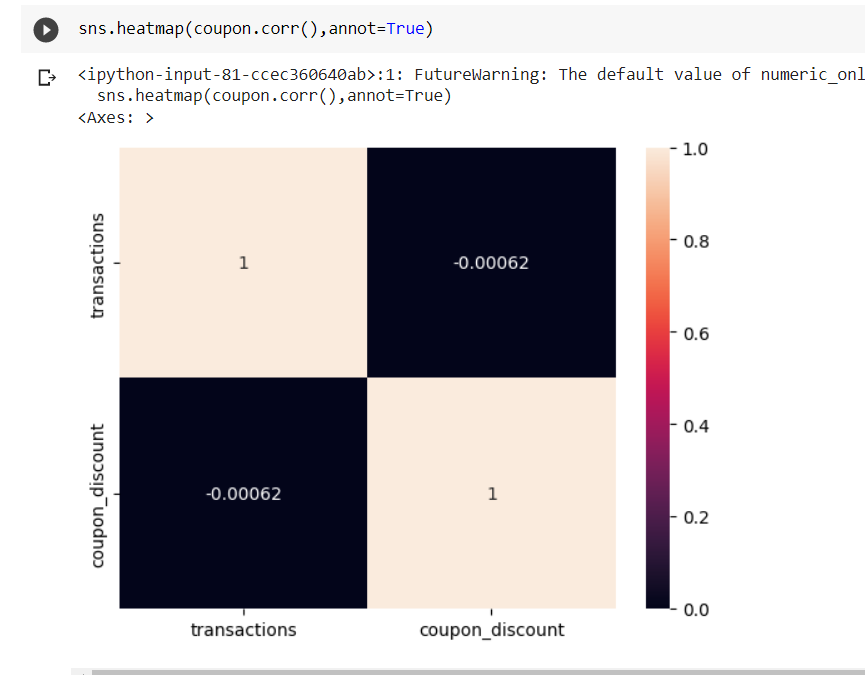 sns.heatmap(coupon.corr(),annot=True)
<ipython-input-81-ccec360640ab>:1: FutureWarning: The default value of numeric_onl
sns.heatmap(coupon.corr(),annot=True)
<Axes: >
1.0
transactions
1
-0.00062
0.8
0.6
0.4
coupon_discount
-0.00062
1
0.2
0.0
transactions
coupon_discount